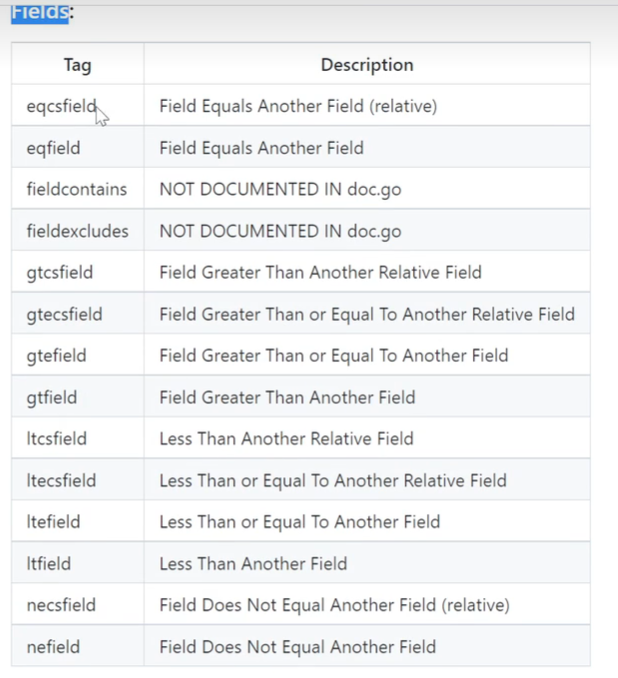 Fields:
Tag Description
eqcsfield Field Equals Another Field (relative)
eqfield Field Equals Another Field
fieldcontains NOT DOCUMENTED IN doc.go
fieldexcludes NOT DOCUMENTED IN doc.go
gtcsfield Field Greater Than Another Relative Field
gtecsfield Field Greater Than or Equal To Another Relative Field
gtefield Field Greater Than or Equal To Another Field
gtfield Field Greater Than Another Field
ltcsfield Less Than Another Relative Field
ltecsfield Less Than or Equal To Another Relative Field
ltefield Less Than or Equal To Another Field
ltfield Less Than Another Field
necsfield Field Does Not Equal Another Field (relative)
nefield Field Does Not Equal Another Field